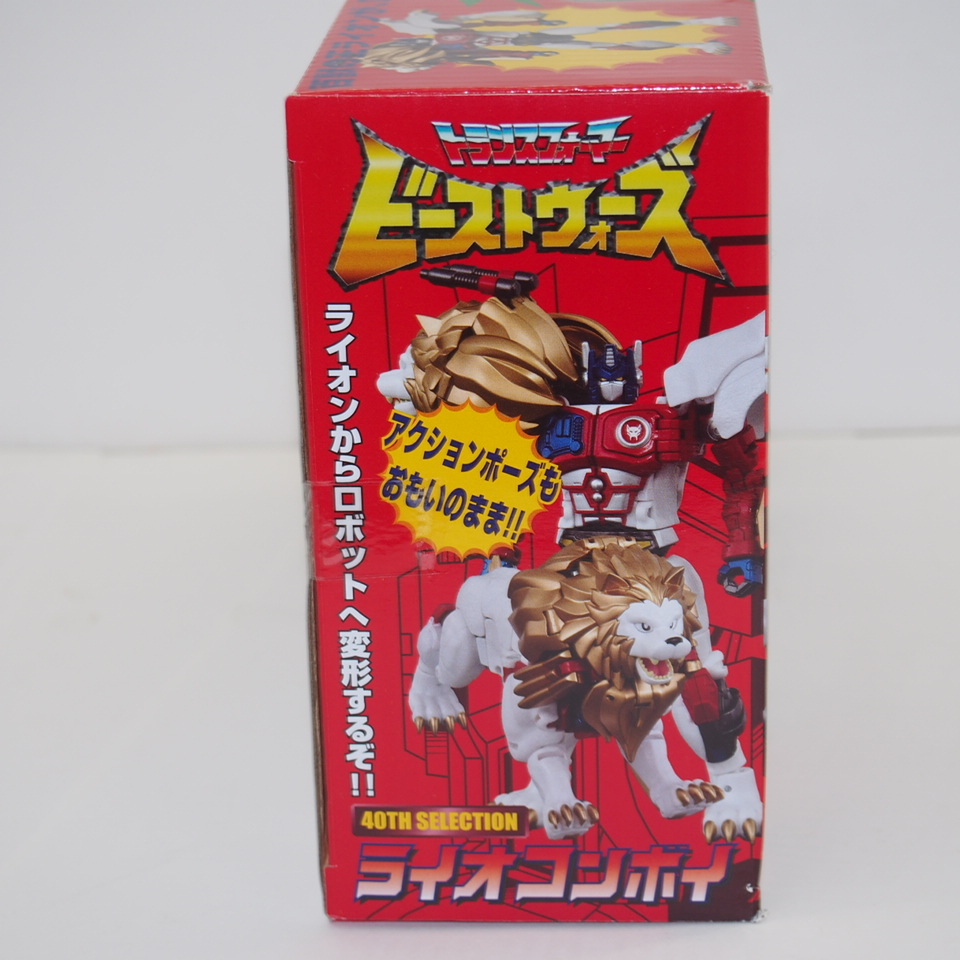 トランスフォーマー
ビーストウォーズ
ライオンからロボットへ変形するぞ!!
アクションポーズも
おもいのまま!!
40TH SELECTION
ライオコンボイ